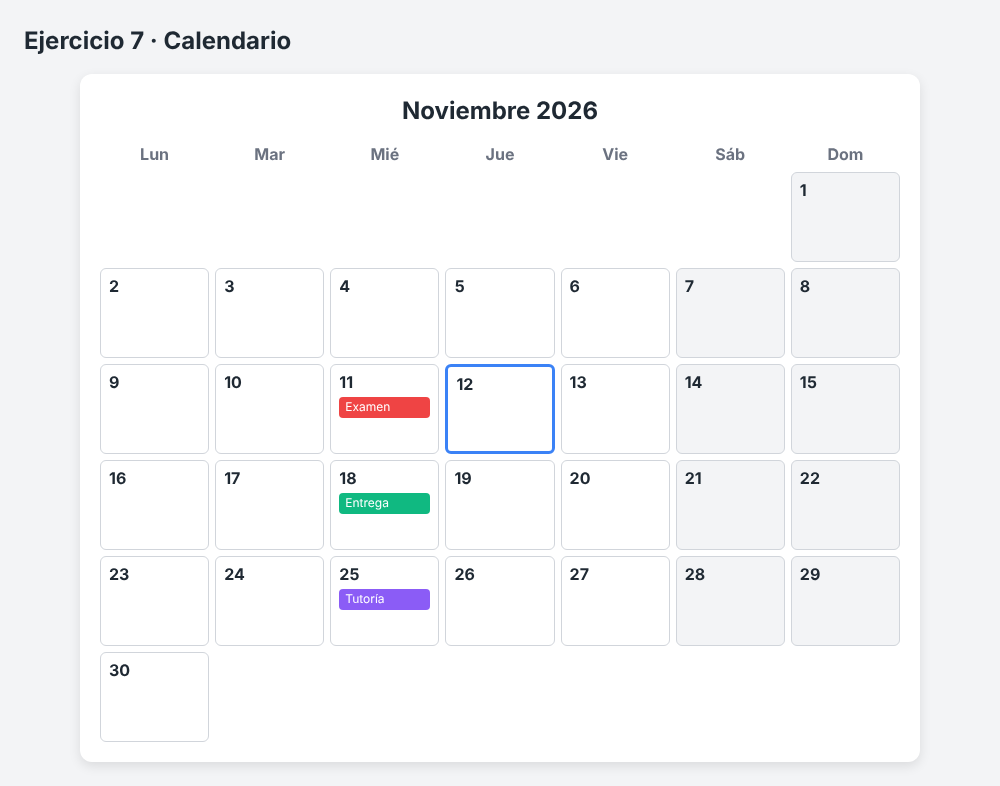 Ejercicio 7 · Calendario
Noviembre 2026
Lun Mar Mié Jue Vie Sáb Dom
1
2 3 4 5 6 7 8
9 10 11 12 13 14 15
Examen
16 17 18 19 20 21 22
Entrega
23 24 25 26 27 28 29
Tutoría
30